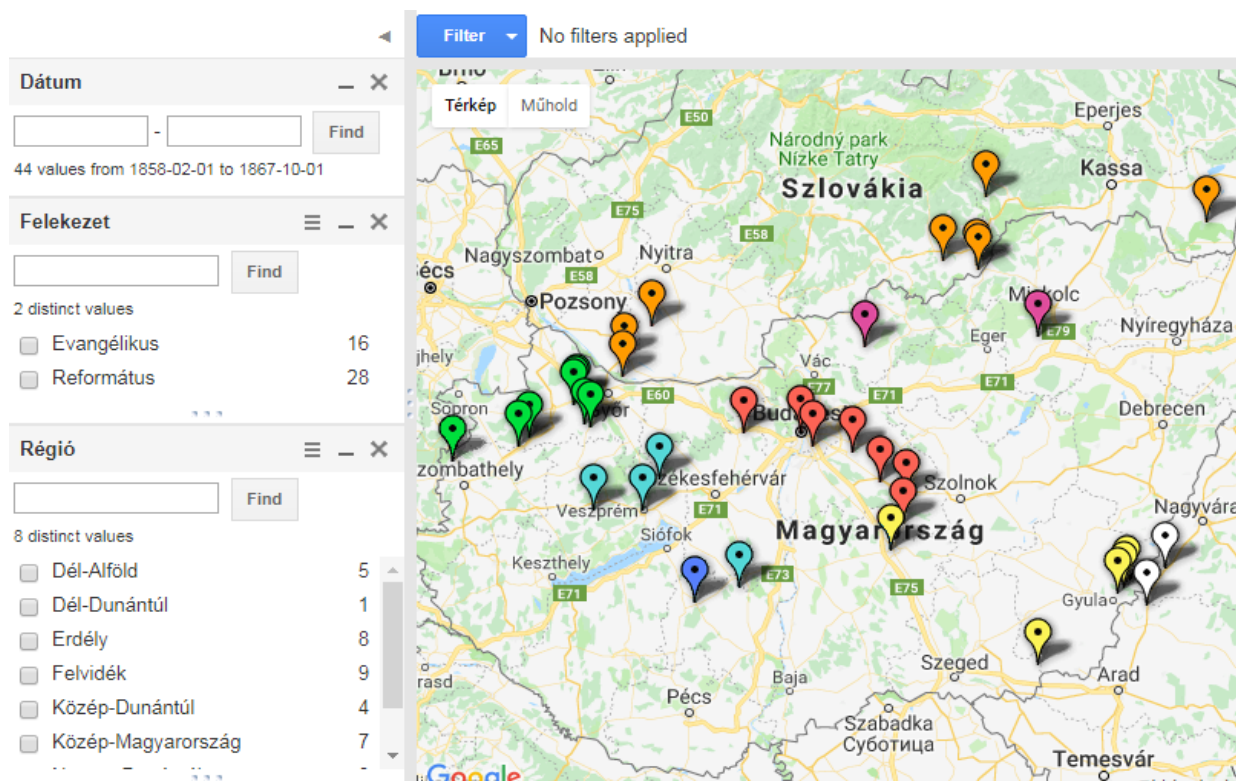 Filter
No filters applied
Dátum
-
Find
44 values from 1858-02-01 to 1867-10-01
Felekezet
Find
2 distinct values
Evangélikus 16
Református 28
Régió
Find
8 distinct values
Dél-Alföld 5
Dél-Dunántúl 1
Erdély 8
Felvidék 9
Közép-Dunántúl 4
Közép-Magyarország 7
Térkép
Műhold
E50
Eperjes
E65
Národný park
Nízke Tatry
Kassa
Szlovákia
E75
E58
Nagyszombat
Nyitra
E58
Pozsony
Miskolc
E79
Nyíregyháza
Eger
Vác
E77
E71
E71
Sopron
E60
Győr
Budapest
Debrecen
Székesfehérvár
Szolnok
Veszprém
E71
Siófok
Magyarország
Keszthely
E71
E73
E75
Gyula
Szeged
Arad
Baja
Pécs
Szabadka
Суботица
Temesvár
Google